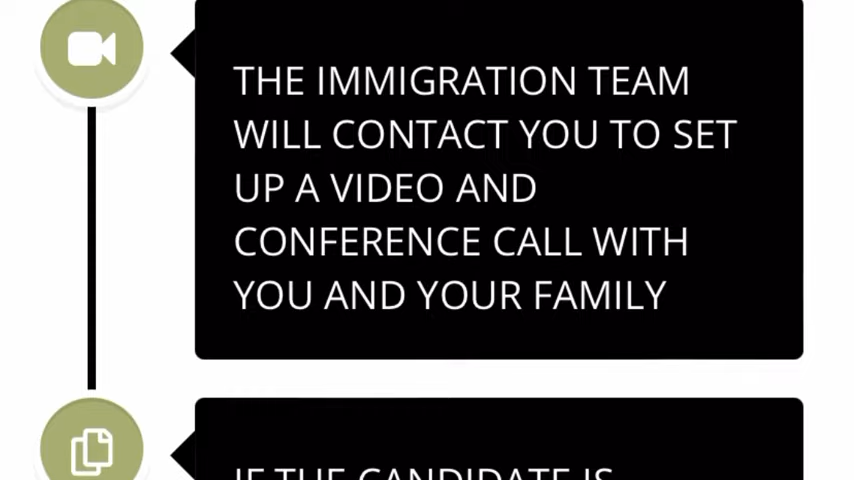 THE IMMIGRATION TEAM
WILL CONTACT YOU TO SET
UP A VIDEO AND
CONFERENCE CALL WITH
YOU AND YOUR FAMILY
IF THE CANDIDATE IS